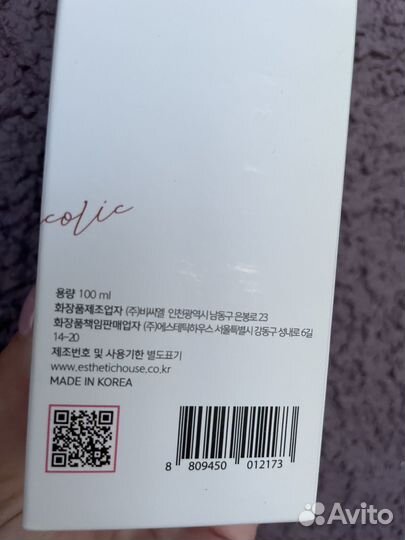 colic
용량 100 ml
화장품제조업자 (주)비씨엘 인천광역시 남동구 은봉로 23
화장품책임판매업자 (주)에스테틱하우스 서울특별시 강동구 성내로 6길
14-20
제조번호 및 사용기한 별도표기
www.esthetichouse.co.kr
MADE IN KOREA
8 809450 012173
Avito